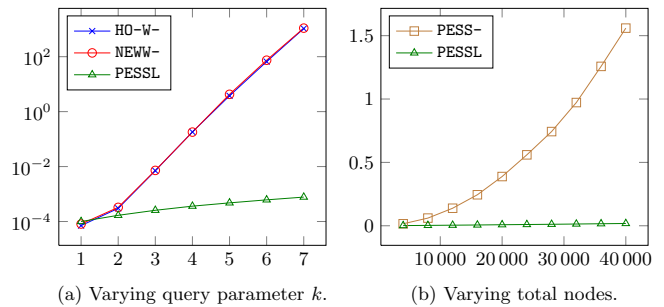 HO-W-
NEWW-
PESSL
10^2
10^0
10^-2
10^-4
1 2 3 4 5 6 7
(a) Varying query parameter k.
PESS-
PESSL
1.5
1
0.5
0
10 000 20 000 30 000 40 000
(b) Varying total nodes.